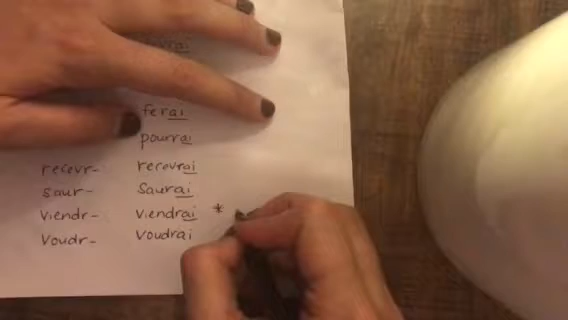 ferai
pourrai
recevr- recevrai
saur- saurai
viendr- viendrai *
voudr- voudrai